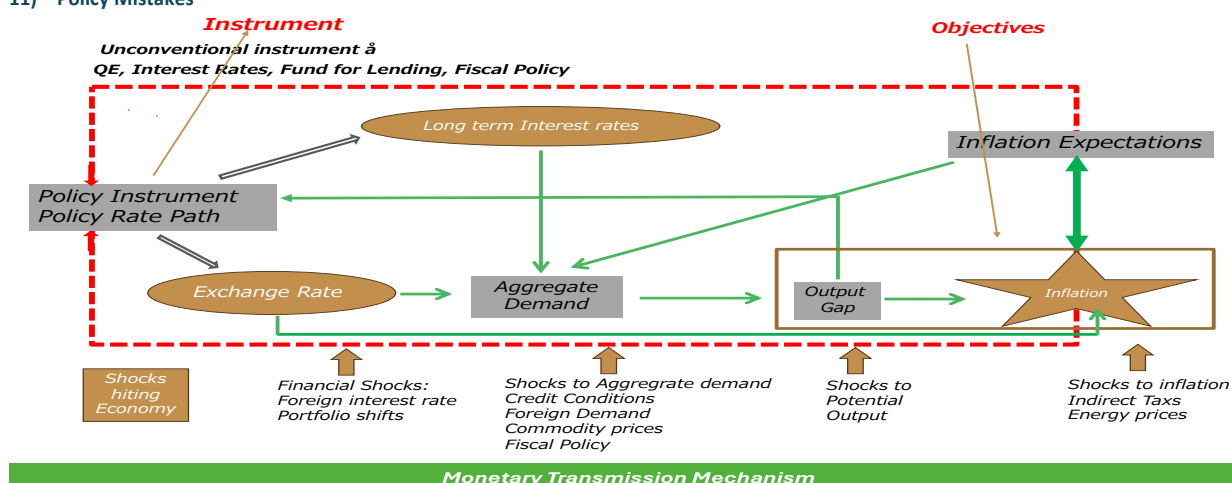 11) Policy Mistakes
Instrument
Objectives
Unconventional instrument å
QE, Interest Rates, Fund for Lending, Fiscal Policy
Long term Interest rates
Inflation Expectations
Policy Instrument
Policy Rate Path
Exchange Rate
Aggregate
Demand
Output
Gap
Inflation
Shocks
hiting
Economy
Financial Shocks:
Foreign interest rate
Portfolio shifts
Shocks to Aggregrate demand
Credit Conditions
Foreign Demand
Commodity prices
Fiscal Policy
Shocks to
Potential
Output
Shocks to inflation
Indirect Taxs
Energy prices
Monetary Transmission Mechanism